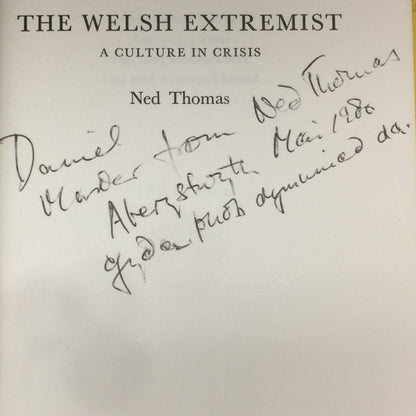 THE WELSH EXTREMIST
A CULTURE IN CRISIS
Ned Thomas
Daniel
from Ned Thomas
Aberystwyth Mai 1980
gyda phob dymuniad da.